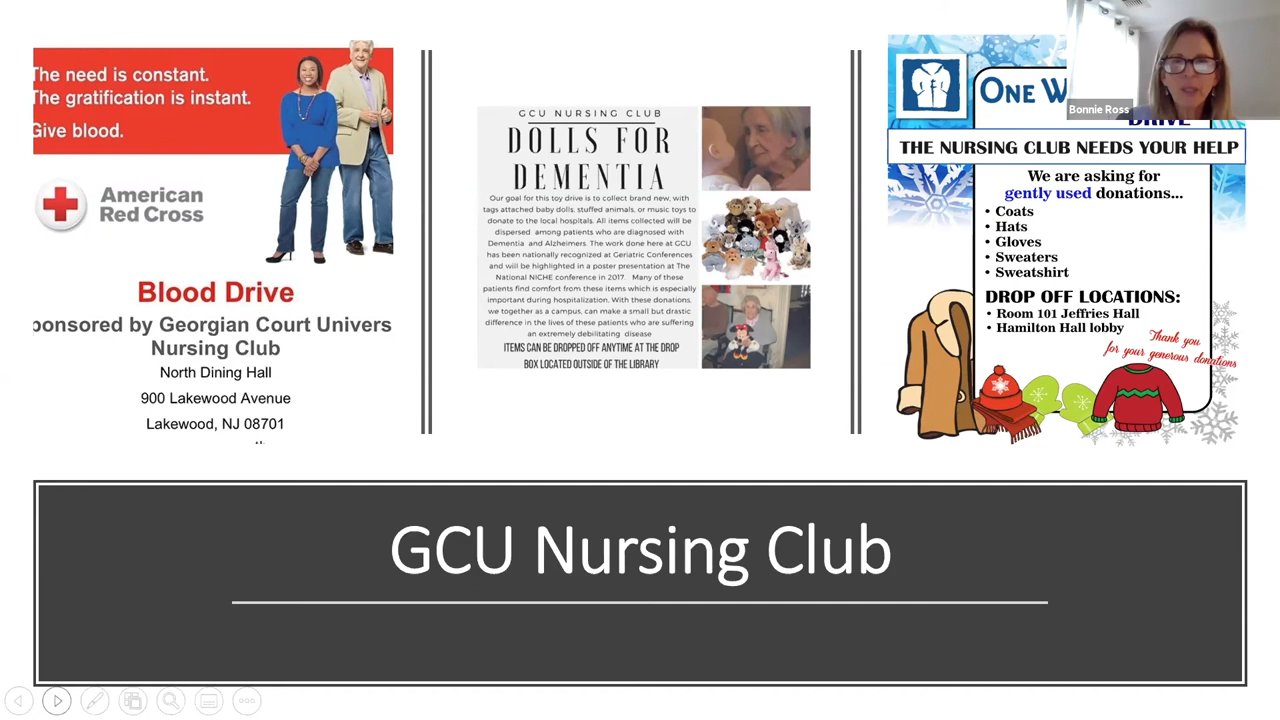 The need is constant.
The gratification is instant.
Give blood.
American
Red Cross
Blood Drive
ponsored by Georgian Court Univers
Nursing Club
North Dining Hall
900 Lakewood Avenue
Lakewood, NJ 08701
GCU NURSING CLUB
DOLLS FOR
DEMENTIA
Our goal for this toy drive is to collect brand new, with
tags attached baby dolls, stuffed animals, or music toys to
donate to the local hospitals. All items collected will be
dispersed among patients who are diagnosed with
Dementia and Alzheimers. The work done here at GCU
has been nationally recognized at Geriatric Conferences
and will be highlighted in a poster presentation at The
National NICHE conference in 2017. Many of these
patients find comfort from these items which is especially
important during hospitalization. With these donations,
we together as a campus, can make a small but drastic
difference in the lives of these patients who are suffering
an extremely debilitating disease
ITEMS CAN BE DROPPED OFF ANYTIME AT THE DROP
BOX LOCATED OUTSIDE OF THE LIBRARY
ONE W
DRIVE
THE NURSING CLUB NEEDS YOUR HELP
We are asking for
gently used donations...
• Coats
• Hats
• Gloves
• Sweaters
• Sweatshirt
DROP OFF LOCATIONS:
• Room 101 Jeffries Hall
• Hamilton Hall lobby
Thank you
for your generous donations
Bonnie Ross
GCU Nursing Club